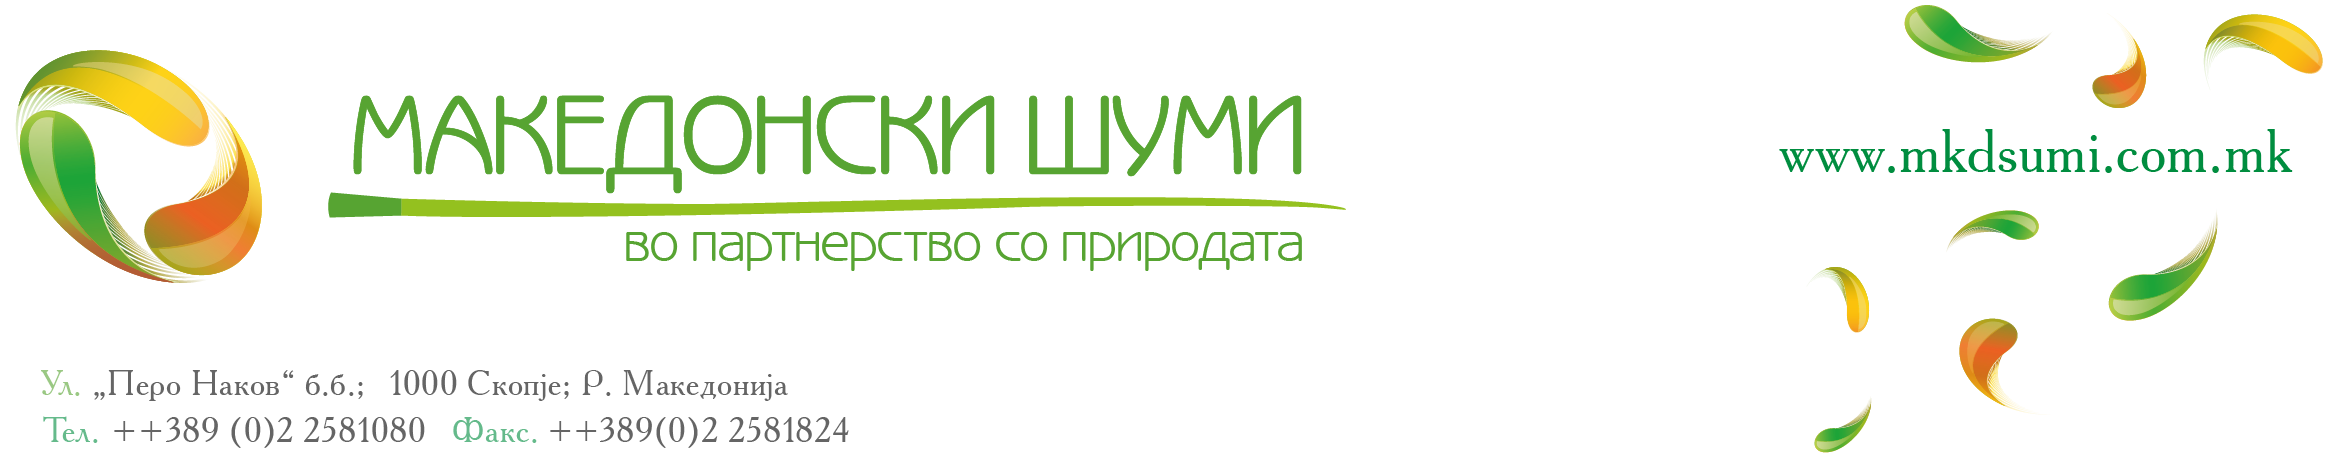 МАКЕДОНСКИ ШУМИ
во партнерство со природата
www.mkdsumi.com.mk
Ул. „Перо Наков“ б.б.; 1000 Скопје; Р. Македонија
Тел. ++389 (0)2 2581080 Факс. ++389(0)2 2581824